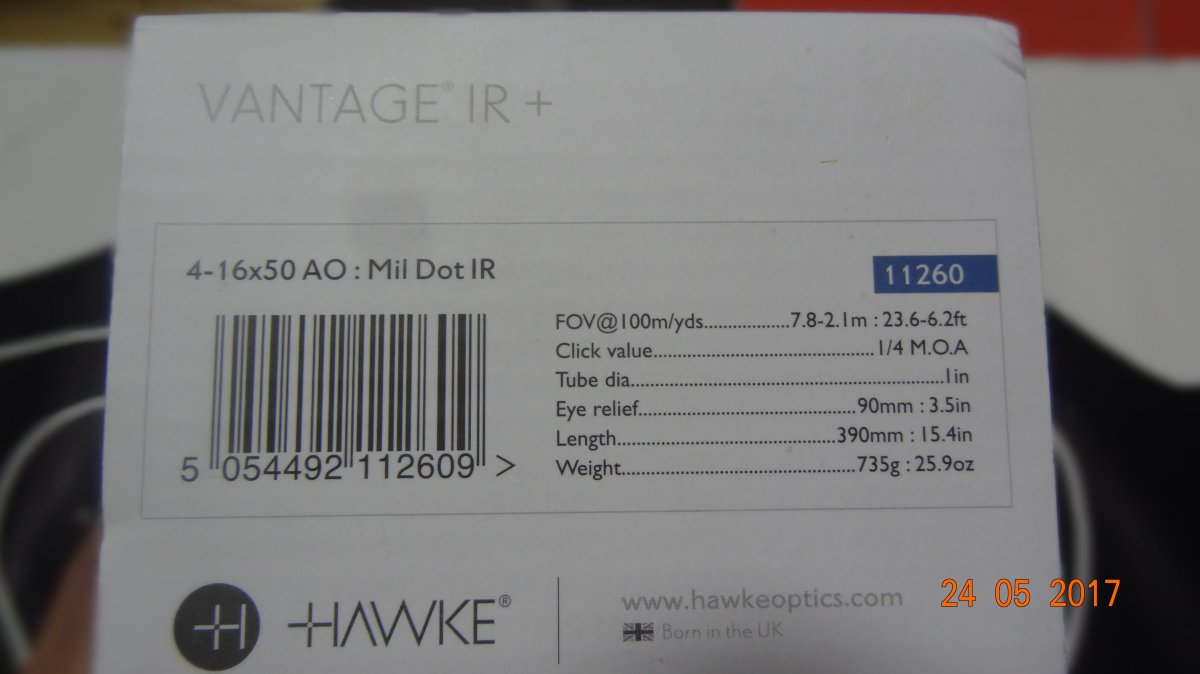 VANTAGE® IR +
4-16x50 AO : Mil Dot IR
11260
FOV@100m/yds.................7.8-2.1m : 23.6-6.2ft
Click value............................................1/4 M.O.A
Tube dia..............................................................1in
Eye relief...........................................90mm : 3.5in
Length...........................................390mm : 15.4in
Weight..............................................735g : 25.9oz
5 054492 112609 >
HAWKE®
www.hawkeoptics.com
Born in the UK
24 05 2017